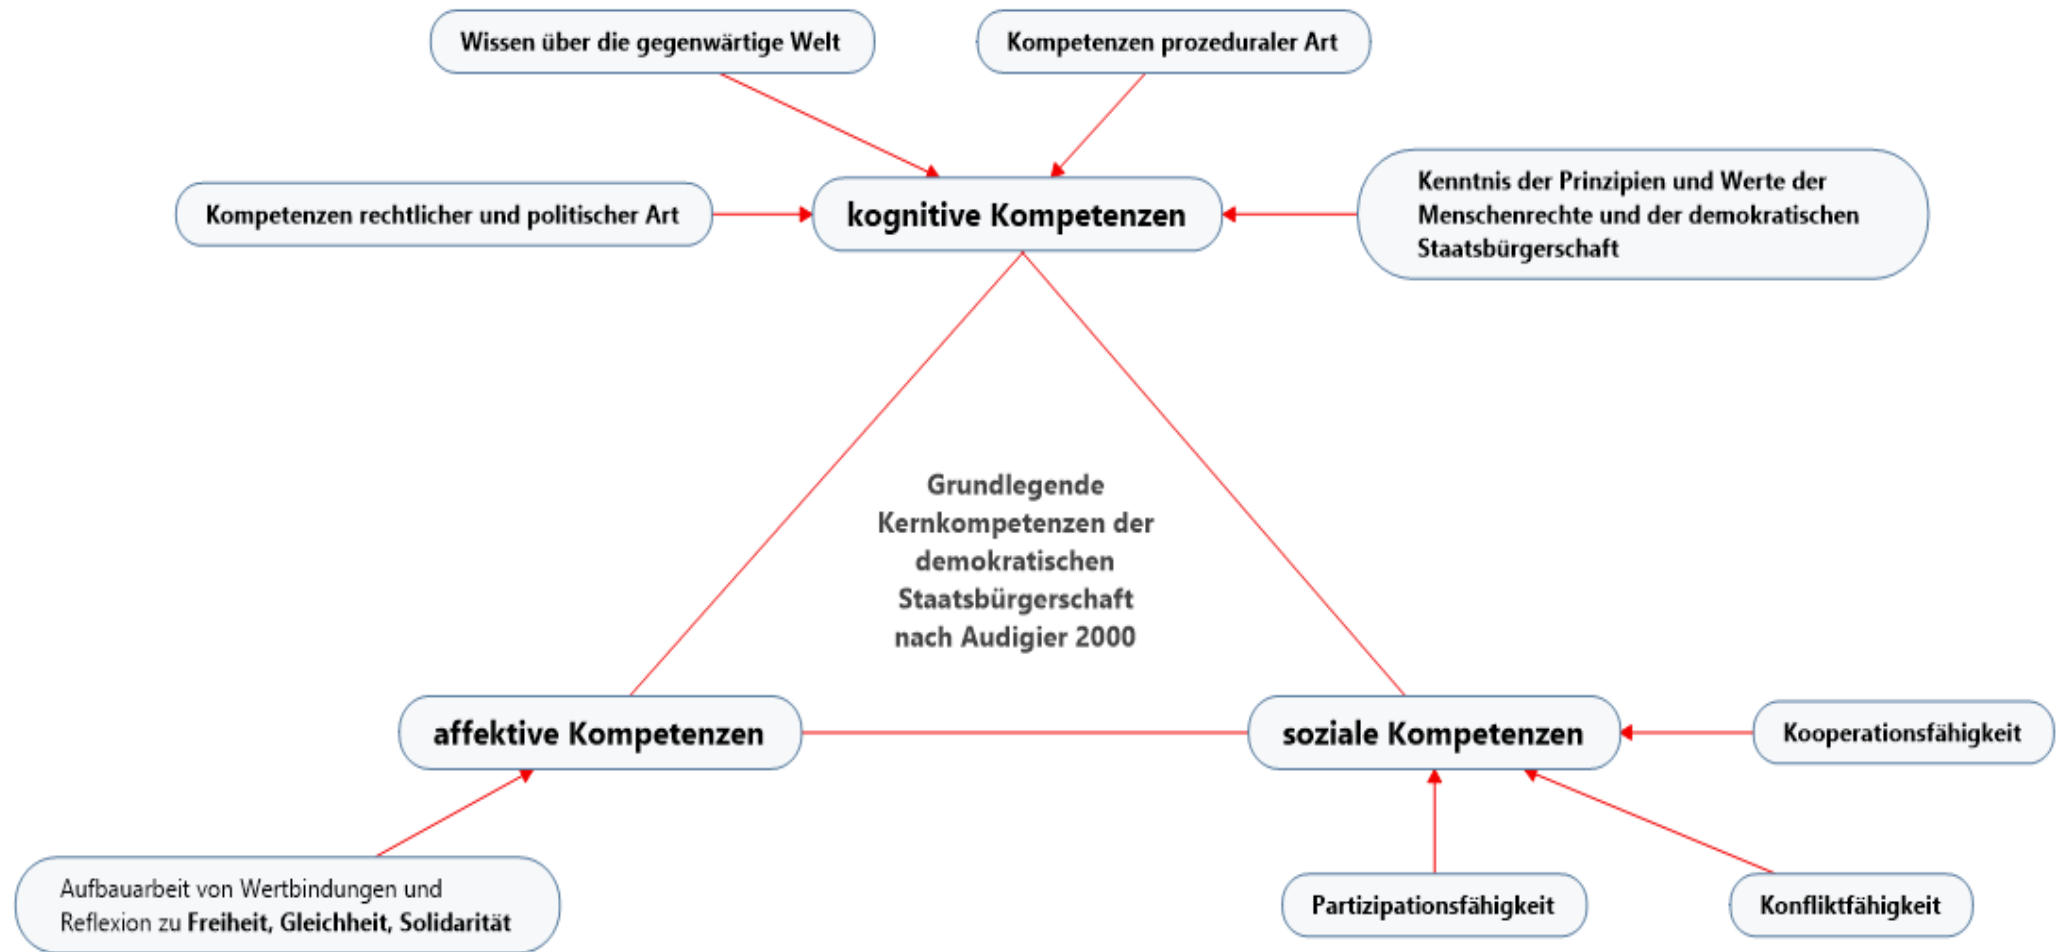 Wissen über die gegenwärtige Welt
Kompetenzen prozeduraler Art
Kompetenzen rechtlicher und politischer Art
kognitive Kompetenzen
Kenntnis der Prinzipien und Werte der
Menschenrechte und der demokratischen
Staatsbürgerschaft
Grundlegende
Kernkompetenzen der
demokratischen
Staatsbürgerschaft
nach Audigier 2000
affektive Kompetenzen
soziale Kompetenzen
Kooperationsfähigkeit
Aufbauarbeit von Wertbindungen und
Reflexion zu Freiheit, Gleichheit, Solidarität
Partizipationsfähigkeit
Konfliktfähigkeit